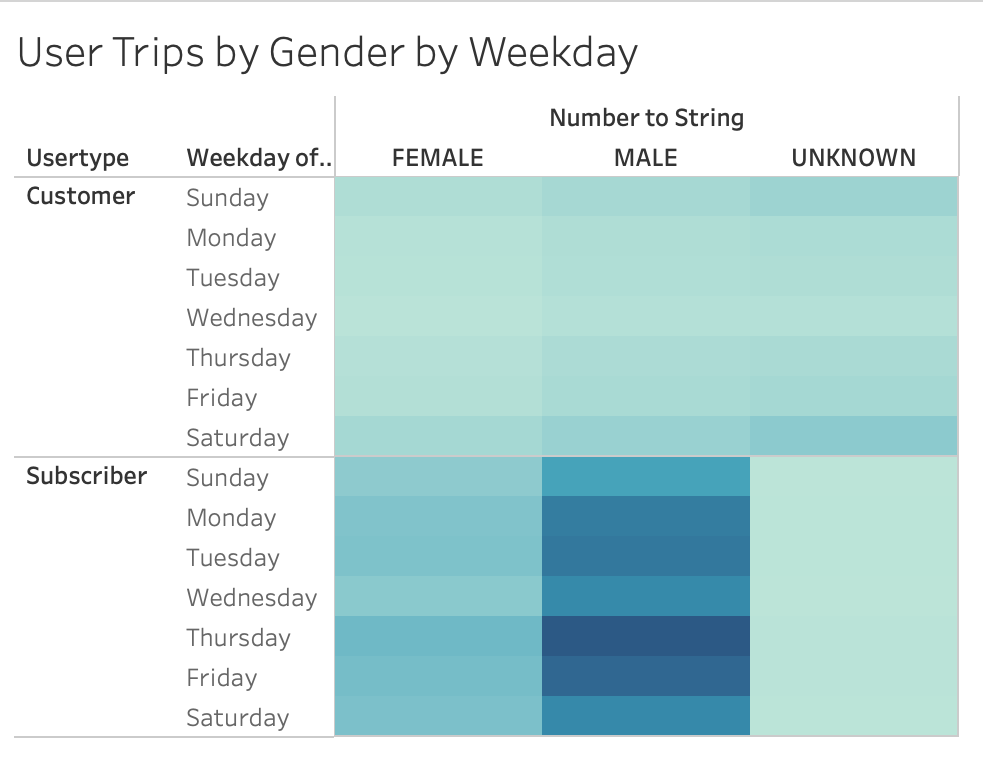 User Trips by Gender by Weekday
Number to String
Usertype Weekday of.. FEMALE MALE UNKNOWN
Customer Sunday
Monday
Tuesday
Wednesday
Thursday
Friday
Saturday
Subscriber Sunday
Monday
Tuesday
Wednesday
Thursday
Friday
Saturday